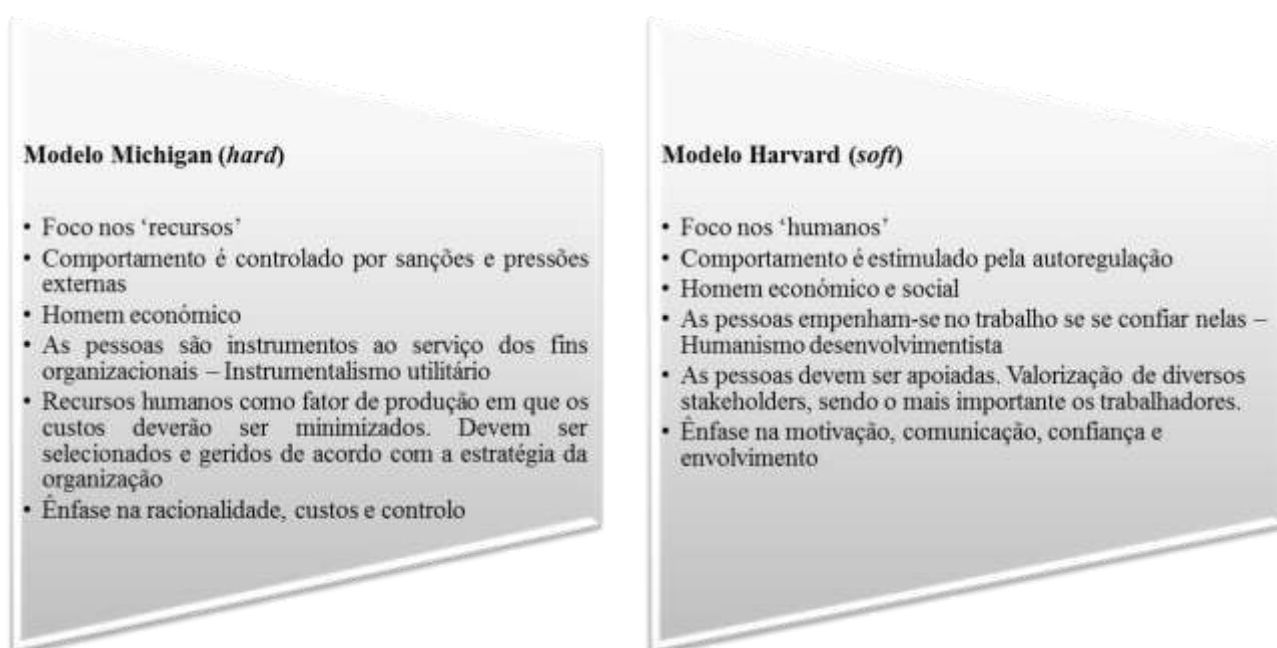 Modelo Michigan (hard)
• Foco nos ‘recursos’
• Comportamento é controlado por sanções e pressões
externas
• Homem económico
• As pessoas são instrumentos ao serviço dos fins
organizacionais – Instrumentalismo utilitário
• Recursos humanos como fator de produção em que os
custos deverão ser minimizados. Devem ser
selecionados e geridos de acordo com a estratégia da
organização
• Ênfase na racionalidade, custos e controlo
Modelo Harvard (soft)
• Foco nos ‘humanos’
• Comportamento é estimulado pela autoregulação
• Homem económico e social
• As pessoas empenham-se no trabalho se se confiar nelas –
Humanismo desenvolvimentista
• As pessoas devem ser apoiadas. Valorização de diversos
stakeholders, sendo o mais importante os trabalhadores.
• Ênfase na motivação, comunicação, confiança e
envolvimento